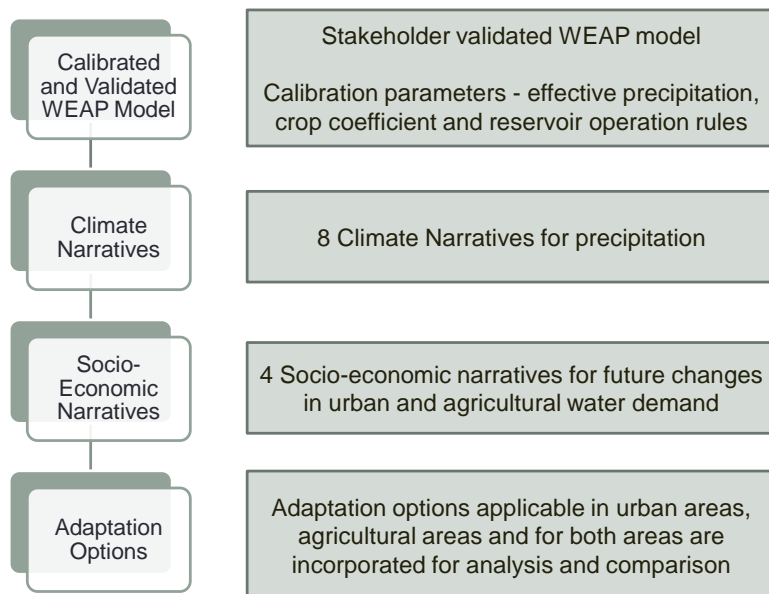 Calibrated
and Validated
WEAP Model
Stakeholder validated WEAP model
Calibration parameters - effective precipitation,
crop coefficient and reservoir operation rules
Climate
Narratives
8 Climate Narratives for precipitation
Socio-
Economic
Narratives
4 Socio-economic narratives for future changes
in urban and agricultural water demand
Adaptation
Options
Adaptation options applicable in urban areas,
agricultural areas and for both areas are
incorporated for analysis and comparison